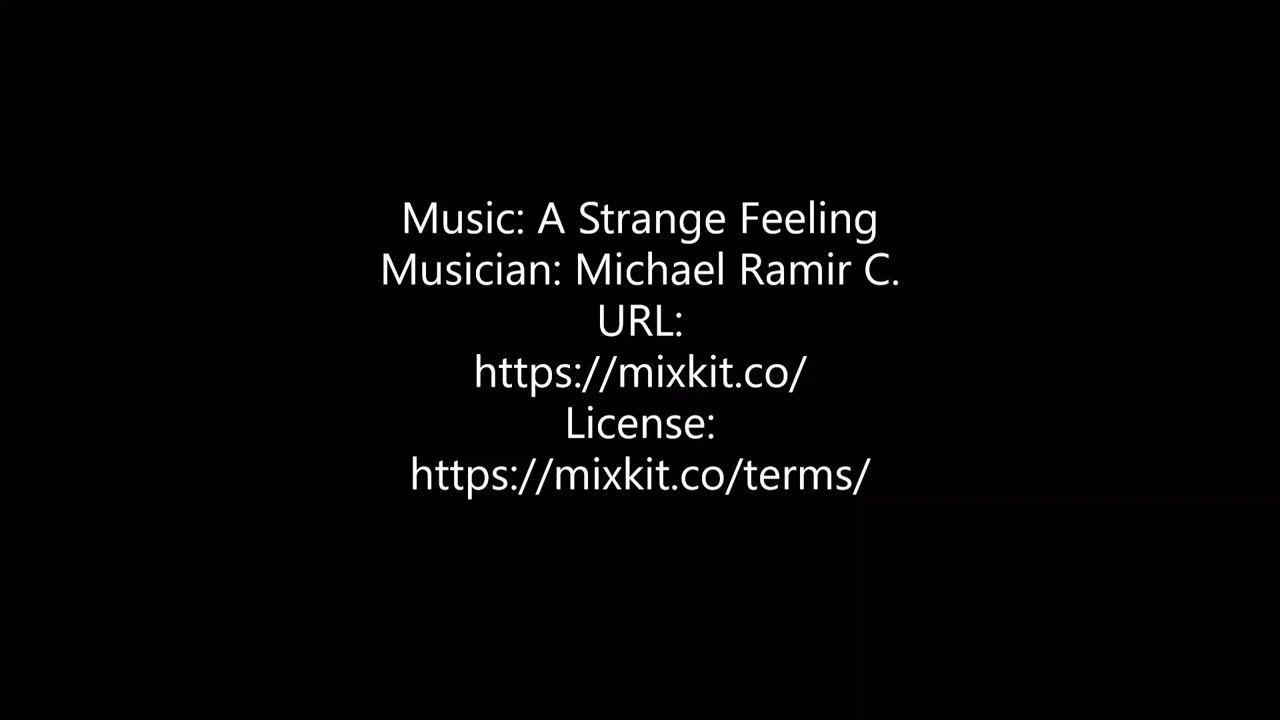 Music: A Strange Feeling
Musician: Michael Ramir C.
URL:
https://mixkit.co/
License:
https://mixkit.co/terms/